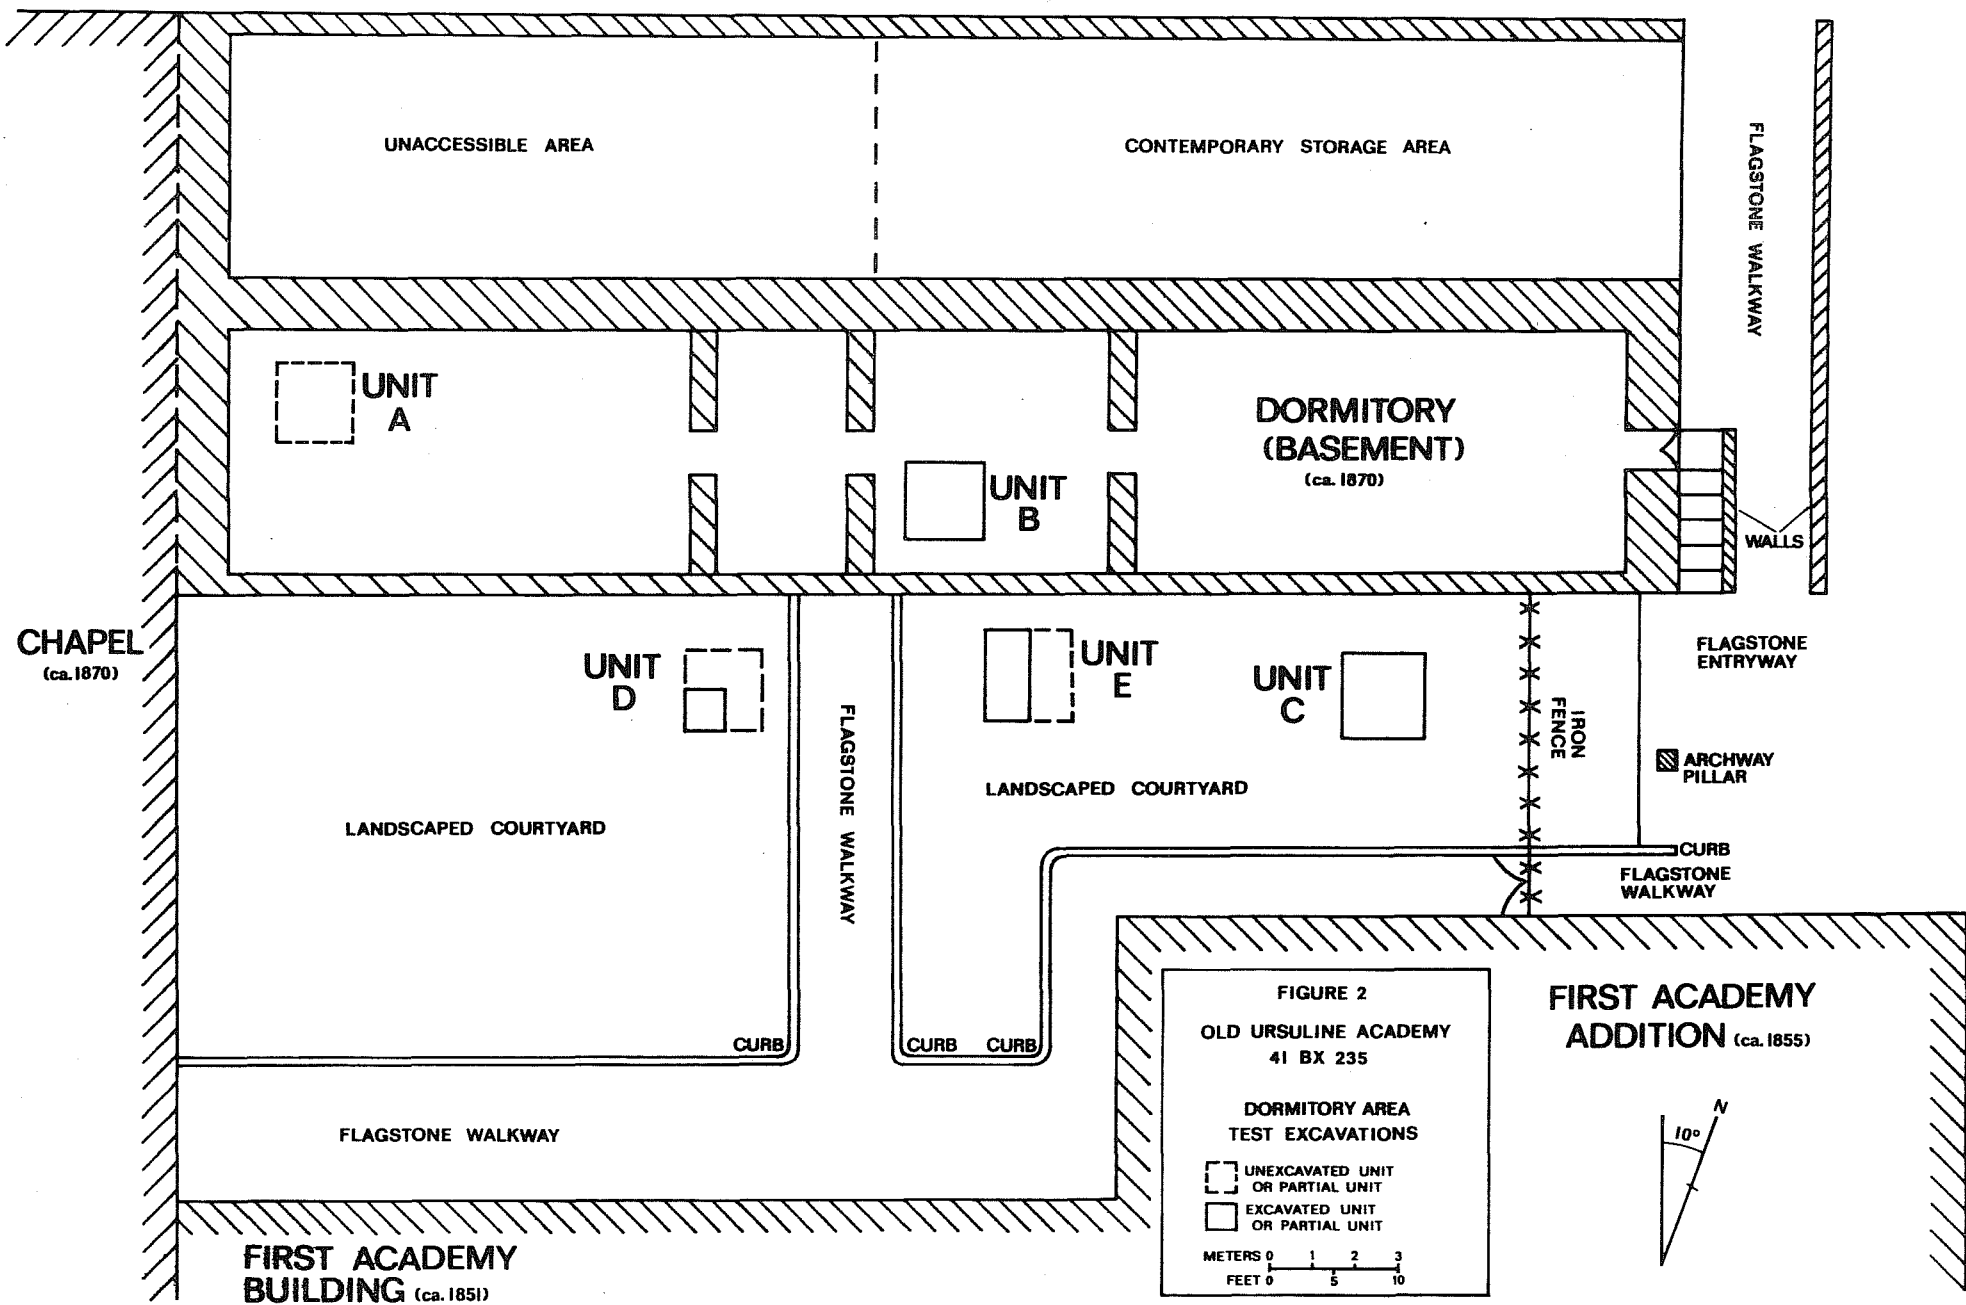 UNACCESSIBLE AREA
CONTEMPORARY STORAGE AREA
FLAGSTONE WALKWAY
UNIT
A
UNIT
B
DORMITORY
(BASEMENT)
(ca. 1870)
WALLS
CHAPEL
(ca. 1870)
UNIT
D
FLAGSTONE WALKWAY
UNIT
E
UNIT
C
IRON
FENCE
FLAGSTONE
ENTRYWAY
ARCHWAY
PILLAR
LANDSCAPED COURTYARD
LANDSCAPED COURTYARD
CURB
FLAGSTONE
WALKWAY
CURB
CURB
CURB
FLAGSTONE WALKWAY
FIRST ACADEMY
BUILDING (ca. 1851)
FIGURE 2
OLD URSULINE ACADEMY
41 BX 235
DORMITORY AREA
TEST EXCAVATIONS
UNEXCAVATED UNIT
OR PARTIAL UNIT
EXCAVATED UNIT
OR PARTIAL UNIT
METERS 0 1 2 3
FEET 0 5 10
FIRST ACADEMY
ADDITION (ca. 1855)
N
10°